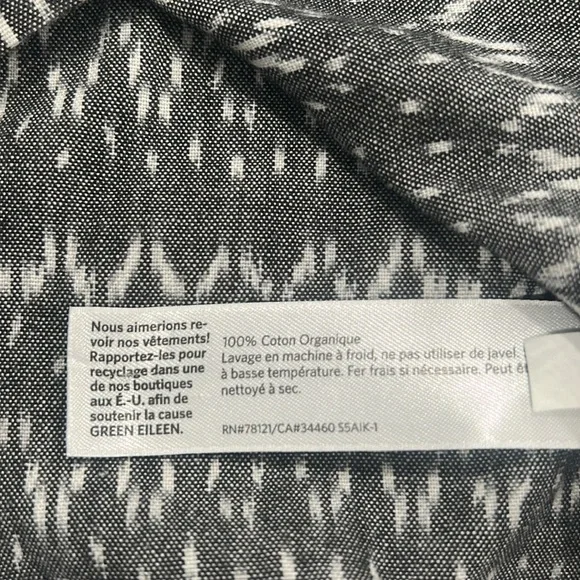 Nous aimerions re-
voir nos vêtements!
Rapportez-les pour
recyclage dans une
de nos boutiques
aux É.-U. afin de
soutenir la cause
GREEN EILEEN.
100% Coton Organique
Lavage en machine à froid, ne pas utiliser de javel.
à basse température. Fer frais si nécessaire. Peut
nettoyé à sec.
RN#78121/CA#34460 S5AIK-1